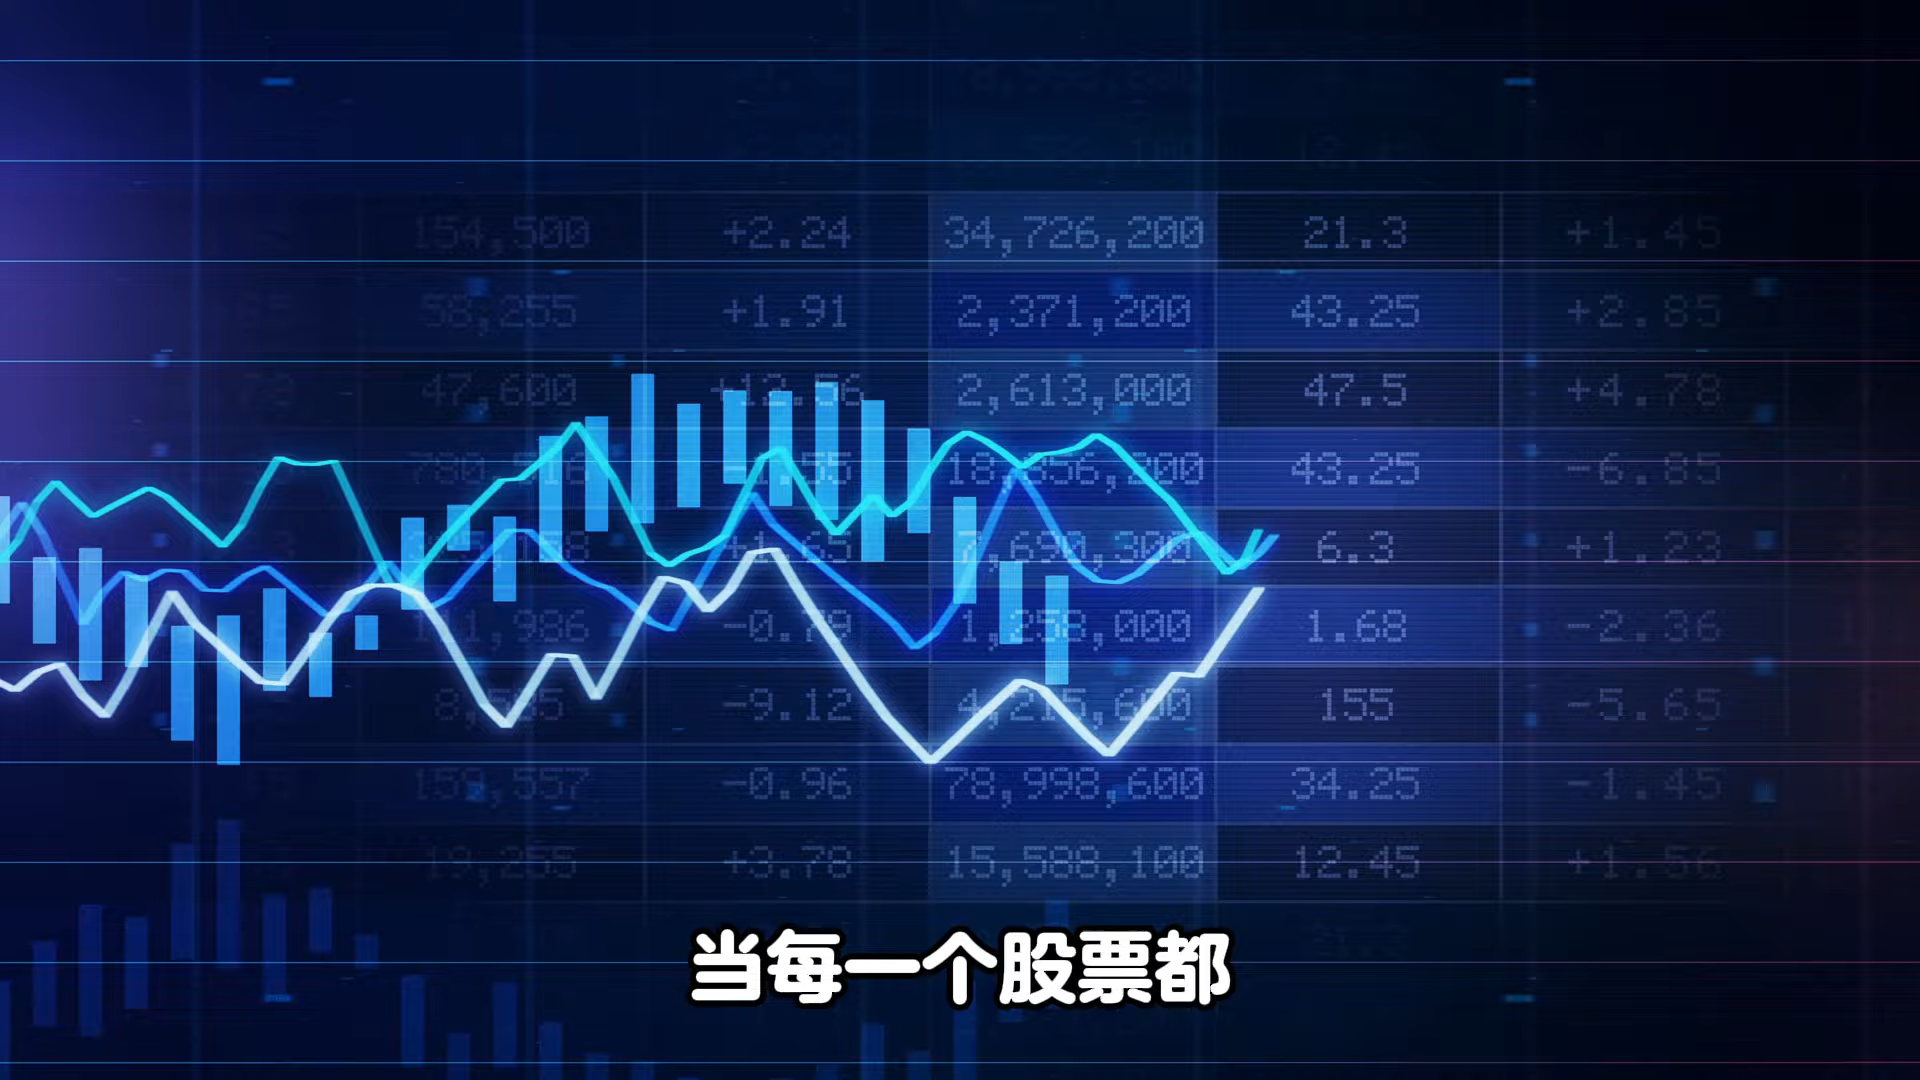 154,500 +2.24 34,726,200 21.3 +1.45
58,255 +1.91 2,371,200 43.25 +2.85
47,600 2,613,000 47.5 +4.78
43.25 -6.85
6.3 +1.23
1.68 -2.36
-9.12 155 -5.65
-0.96 78,998,600 34.25 -1.45
19,255 +3.78 15,588,100 12.45 +1.56
当每一个股票都